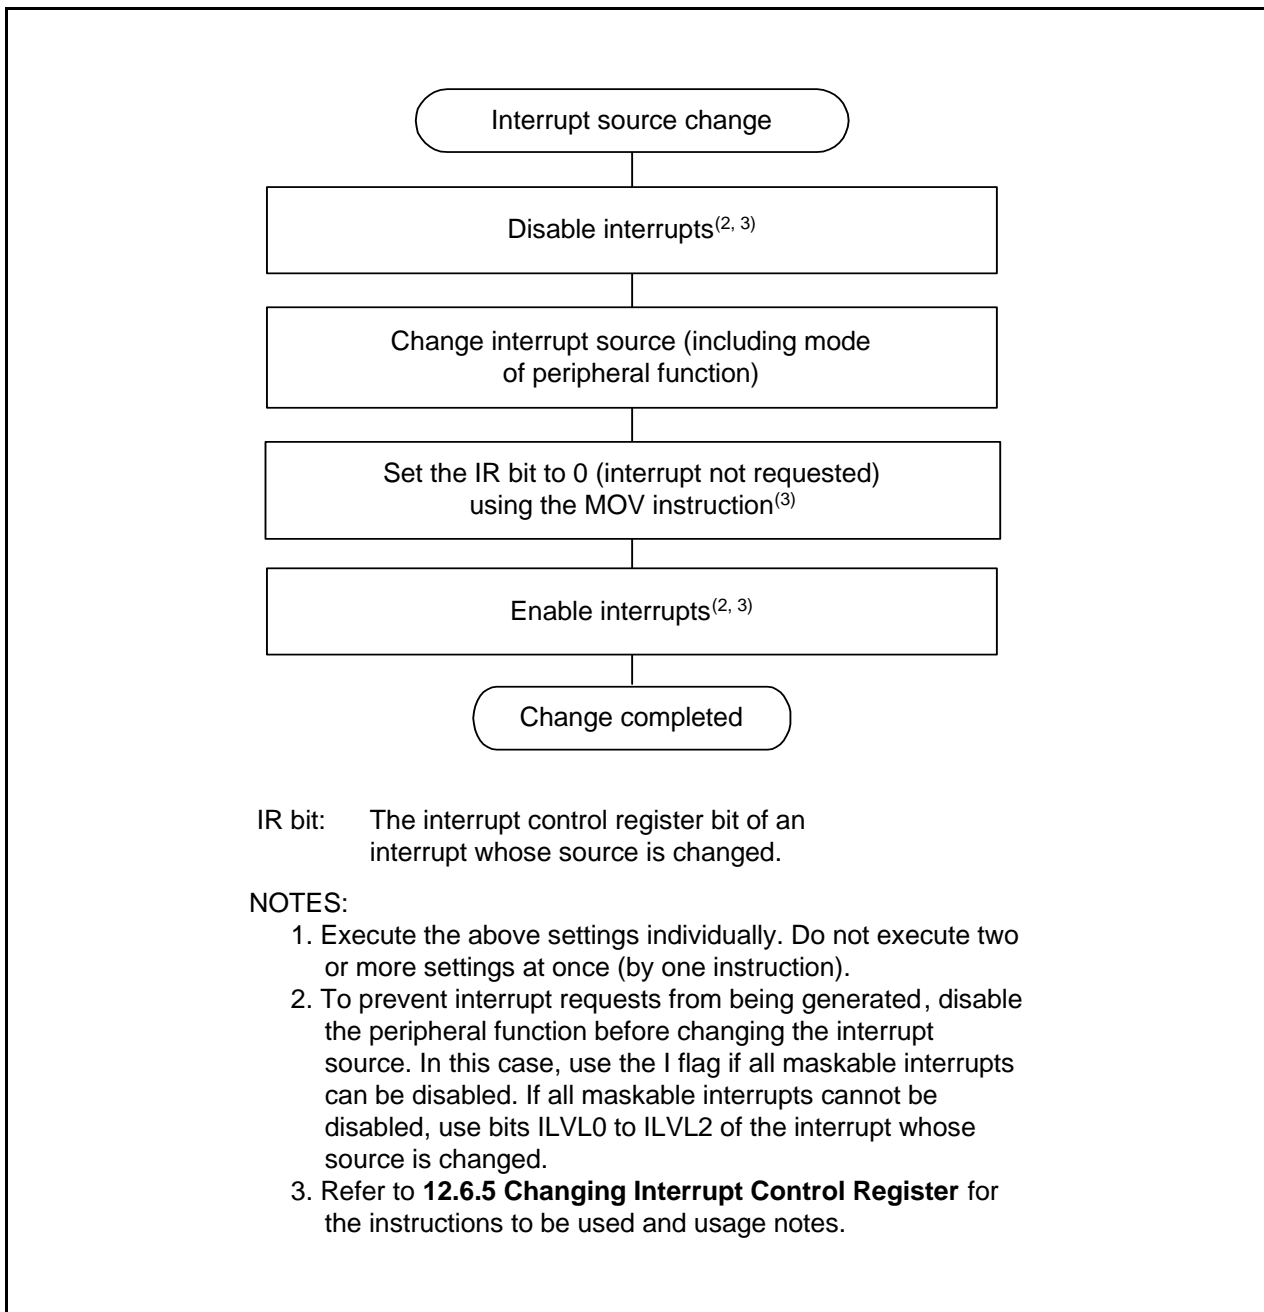 Interrupt source change
Disable interrupts(2, 3)
Change interrupt source (including mode
of peripheral function)
Set the IR bit to 0 (interrupt not requested)
using the MOV instruction(3)
Enable interrupts(2, 3)
Change completed
IR bit: The interrupt control register bit of an
interrupt whose source is changed.
NOTES:
1. Execute the above settings individually. Do not execute two
or more settings at once (by one instruction).
2. To prevent interrupt requests from being generated, disable
the peripheral function before changing the interrupt
source. In this case, use the I flag if all maskable interrupts
can be disabled. If all maskable interrupts cannot be
disabled, use bits ILVL0 to ILVL2 of the interrupt whose
source is changed.
3. Refer to 12.6.5 Changing Interrupt Control Register for
the instructions to be used and usage notes.